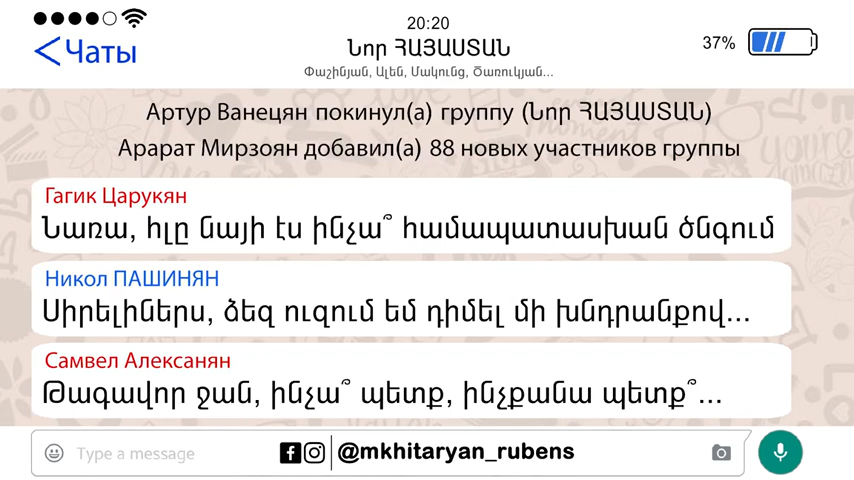 20:20
Чаты
Նոր ՀԱՅԱՍՏԱՆ
37%
Փաշինյան, Ալեն, Մակունց, Ծառուկյան...
Артур Ванецян покинул(а) группу (Նոր ՀԱՅԱՍՏԱՆ)
Арарат Мирзоян добавил(а) 88 новых участников группы
Гагик Царукян
Նառա, հլը նայի էս ինչա՞ համապատասխան ծնգում
Никол ПАШИНЯН
Սիրելիներս, ձեզ ուզում եմ դիմել մի խնդրանքով...
Самвел Алексанян
Թագավոր ջան, ինչա՞ պետք, ինչքանա պետք՞...
Type a message
@mkhitaryan_rubens